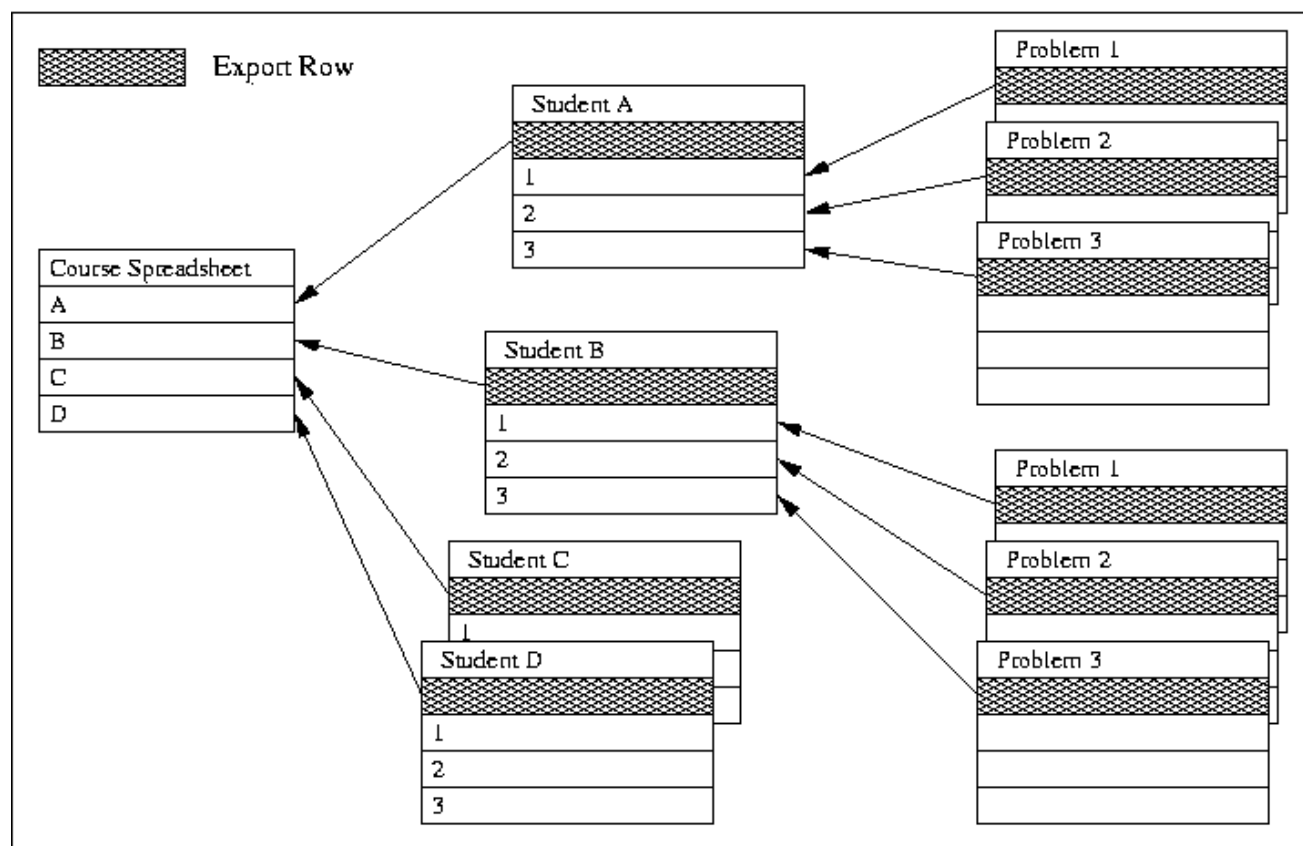 Export Row
Course Spreadsheet
A
B
C
D
Student A
1
2
3
Student B
1
2
3
Student C
1
Student D
1
2
3
Problem 1
Problem 2
Problem 3
Problem 1
Problem 2
Problem 3